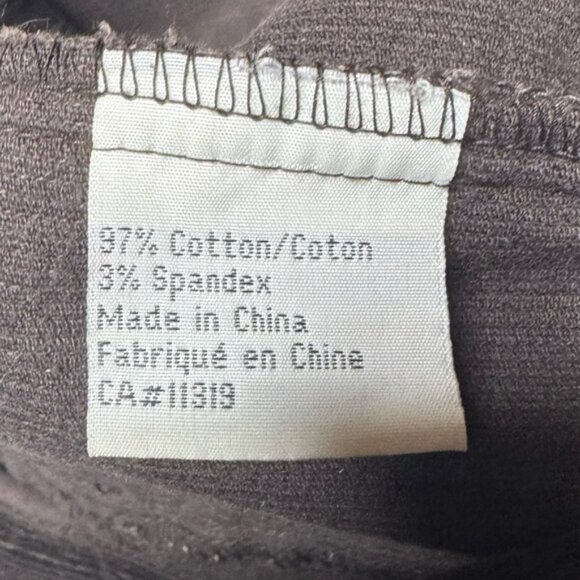 97% Cotton/Coton
3% Spandex
Made in China
Fabriqué en Chine
CA#11319